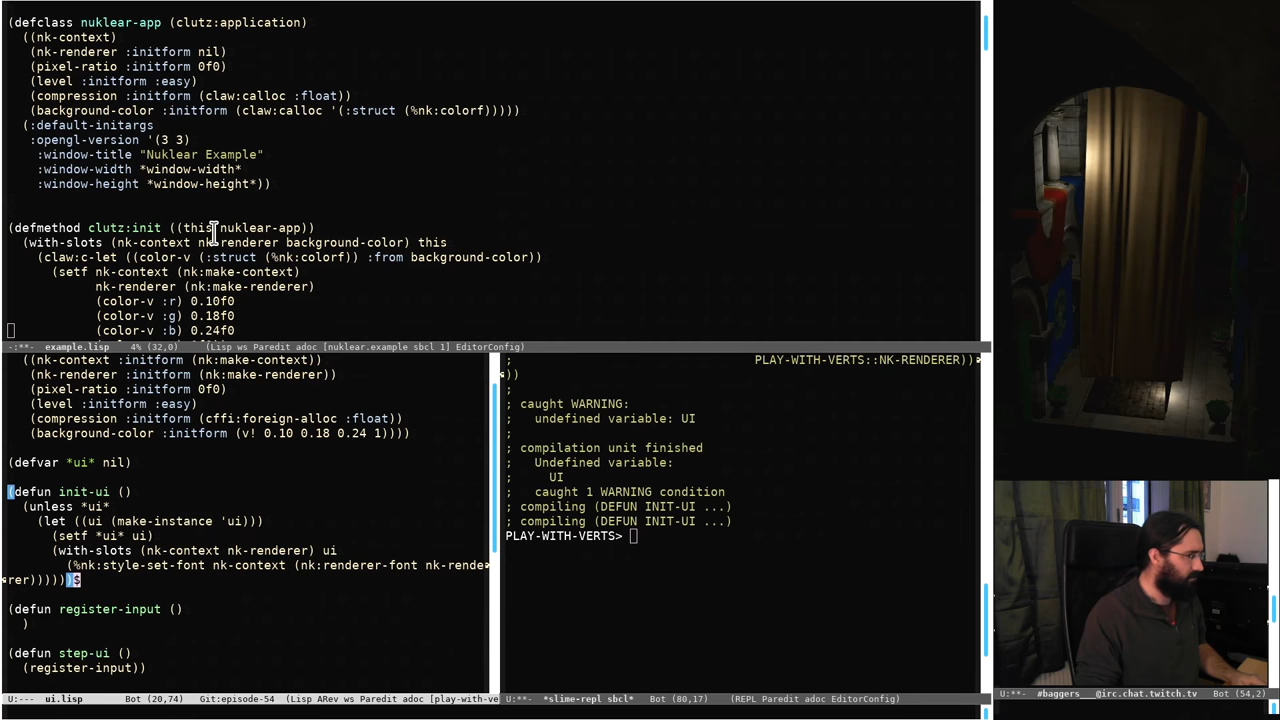 (defclass nuklear-app (clutz:application)
((nk-context)
(nk-renderer :initform nil)
(pixel-ratio :initform 0f0)
(level :initform :easy)
(compression :initform (claw:calloc :float))
(background-color :initform (claw:calloc '(:struct (%nk:colorf)))))
(:default-initargs
:opengl-version '(3 3)
:window-title "Nuklear Example"
:window-width *window-width*
:window-height *window-height*))
(defmethod clutz:init ((this nuklear-app))
(with-slots (nk-context nk-renderer background-color) this
(claw:c-let ((color-v (:struct (%nk:colorf)) :from background-color))
(setf nk-context (nk:make-context)
nk-renderer (nk:make-renderer)
(color-v :r) 0.10f0
(color-v :g) 0.18f0
(color-v :b) 0.24f0
-:**- example.lisp 4% (32,0) (Lisp ws Paredit adoc [nuklear.example sbcl 1] EditorConfig)
((nk-context :initform (nk:make-context))
(nk-renderer :initform (nk:make-renderer))
(pixel-ratio :initform 0f0)
(level :initform :easy)
(compression :initform (cffi:foreign-alloc :float))
(background-color :initform (v! 0.10 0.18 0.24 1))))
(defvar *ui* nil)
(defun init-ui ()
(unless *ui*
(let ((ui (make-instance 'ui)))
(setf *ui* ui)
(with-slots (nk-context nk-renderer) ui
(%nk:style-set-font nk-context (nk:renderer-font nk-rende
rer))))))$
(defun register-input ()
)
(defun step-ui ()
(register-input))
U:--- ui.lisp Bot (20,74) Git:episode-54 (Lisp ARev ws Paredit adoc [play-with-ve
; PLAY-WITH-VERTS::NK-RENDERER))
))
;
; caught WARNING:
; undefined variable: UI
;
; compilation unit finished
; Undefined variable:
; UI
; caught 1 WARNING condition
; compiling (DEFUN INIT-UI ...)
; compiling (DEFUN INIT-UI ...)
PLAY-WITH-VERTS>
U:**- *slime-repl sbcl* Bot (80,17) (REPL Paredit adoc EditorConfig)
U:**- #baggers___@irc.chat.twitch.tv Bot (54,2)